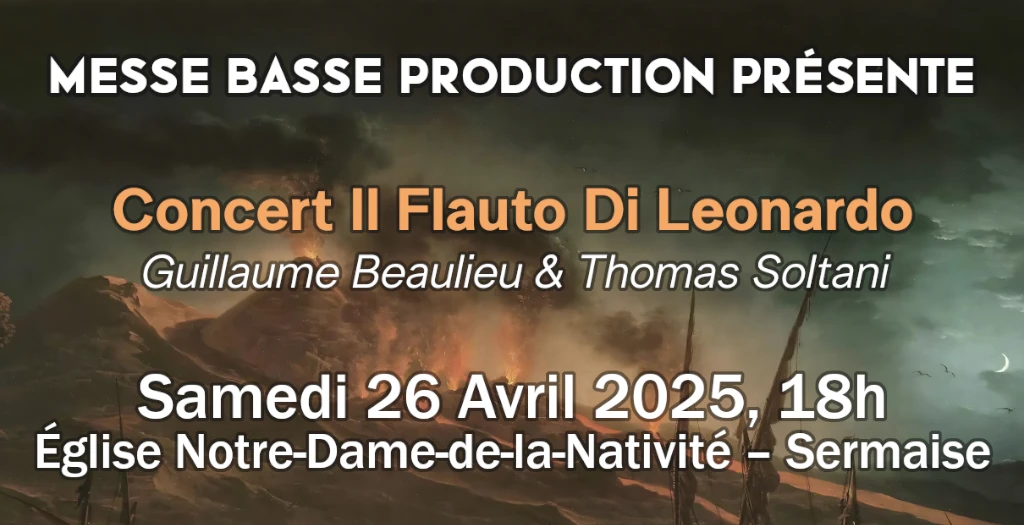 MESSE BASSE PRODUCTION PRÉSENTE
Concert Il Flauto Di Leonardo
Guillaume Beaulieu & Thomas Soltani
Samedi 26 Avril 2025, 18h
Église Notre-Dame-de-la-Nativité – Sermaise